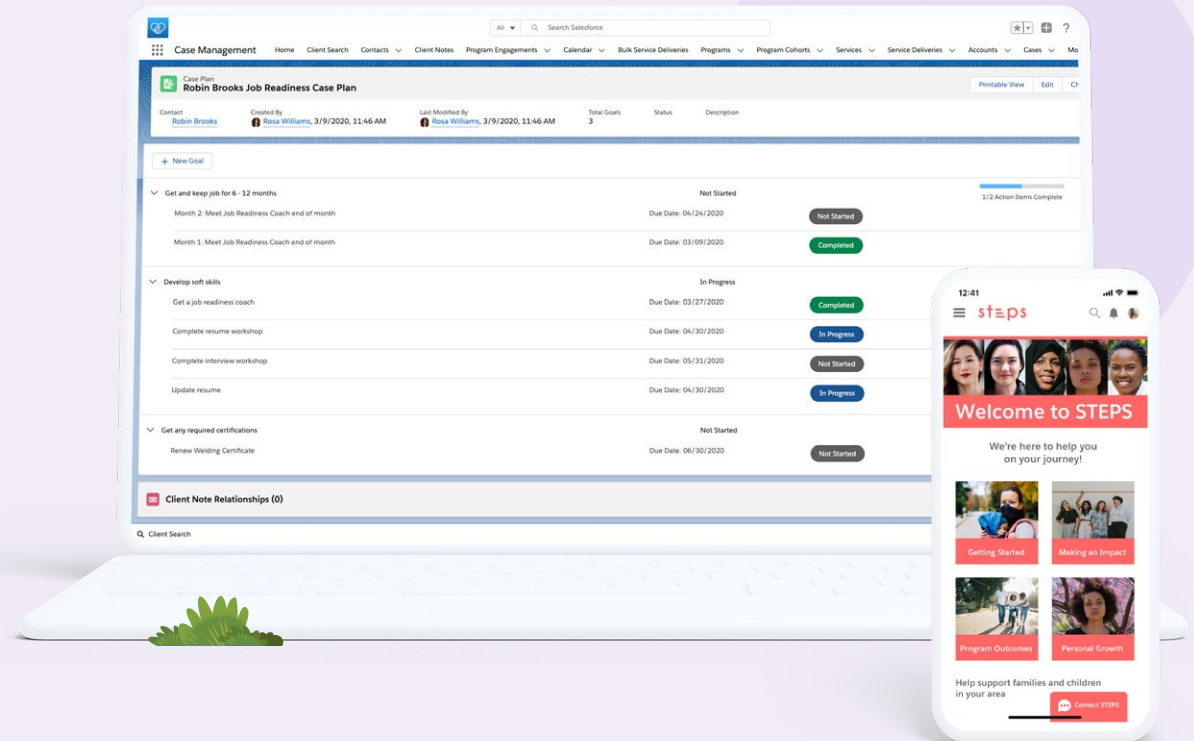 All Search Salesforce
?
Case Management Home Client Search Contacts Client Notes Program Engagements Calendar Bulk Service Deliveries Programs Program Cohorts Services Service Deliveries Accounts Cases Mo
Case Plan
Robin Brooks Job Readiness Case Plan
Printable View Edit Ch
Contact Created By Last Modified By Total Goals Status Description
Robin Brooks Rosa Williams, 3/9/2020, 11:46 AM Rosa Williams, 3/9/2020, 11:46 AM 3
+ New Goal
Get and keep job for 6 - 12 months Not Started
1/2 Action Items Complete
Month 2: Meet Job Readiness Coach end of month Due Date: 04/24/2020 Not Started
Month 1: Meet Job Readiness Coach end of month Due Date: 03/09/2020 Completed
Develop soft skills In Progress
Get a job readiness coach Due Date: 03/27/2020 Completed
Complete resume workshop Due Date: 04/30/2020 In Progress
Complete interview workshop Due Date: 05/31/2020 Not Started
Update resume Due Date: 04/30/2020 In Progress
Get any required certifications Not Started
Renew Welding Certificate Due Date: 06/30/2020 Not Started
Client Note Relationships (0)
Client Search
12:41
steps
Welcome to STEPS
We're here to help you
on your journey!
Getting Started Making an Impact
Program Outcomes Personal Growth
Help support families and children
in your area
Contact STEPS